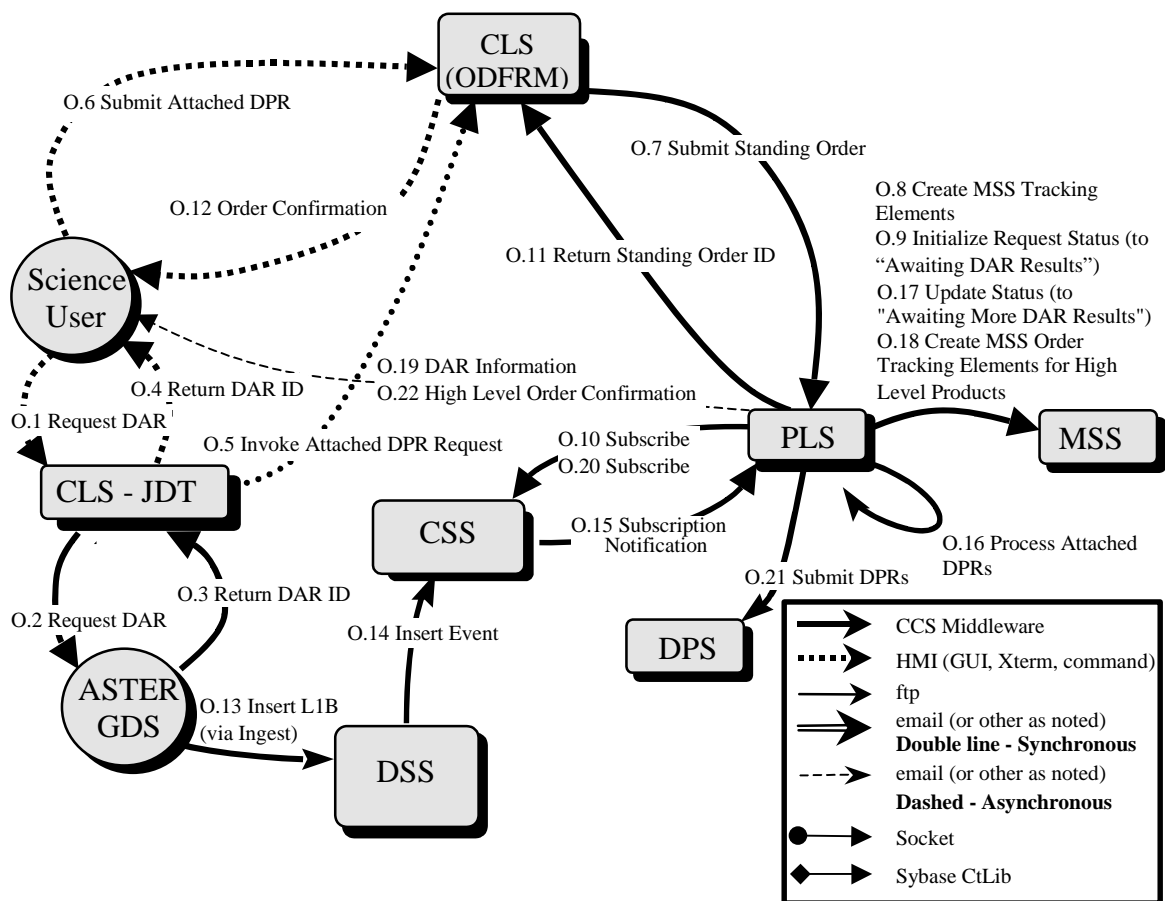 CLS
(ODFRM)
O.6 Submit Attached DPR
O.7 Submit Standing Order
O.12 Order Confirmation
O.11 Return Standing Order ID
O.8 Create MSS Tracking
Elements
O.9 Initialize Request Status (to
“Awaiting DAR Results”)
O.17 Update Status (to
"Awaiting More DAR Results")
O.18 Create MSS Order
Tracking Elements for High
Level Products
Science
User
O.19 DAR Information
O.22 High Level Order Confirmation
O.4 Return DAR ID
O.1 Request DAR
O.5 Invoke Attached DPR Request
O.10 Subscribe
O.20 Subscribe
PLS
MSS
CLS - JDT
CSS
O.15 Subscription
Notification
O.16 Process Attached
DPRs
O.21 Submit DPRs
O.3 Return DAR ID
O.2 Request DAR
O.14 Insert Event
DPS
ASTER
GDS
O.13 Insert L1B
(via Ingest)
DSS
CCS Middleware
HMI (GUI, Xterm, command)
ftp
email (or other as noted)
Double line - Synchronous
email (or other as noted)
Dashed - Asynchronous
Socket
Sybase CtLib